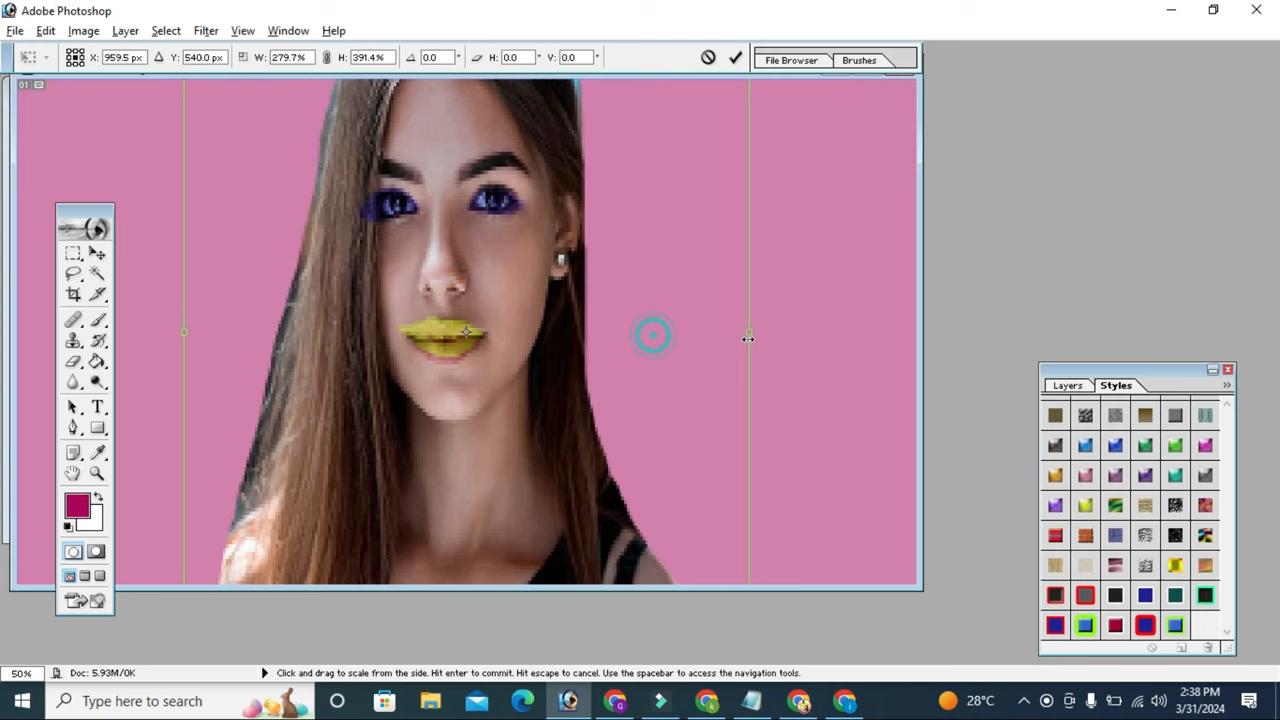 Adobe Photoshop
File Edit Image Layer Select Filter View Window Help
X: 959.5 px Y: 540.0 px W: 279.7% H: 391.4% 0.0 ° H: 0.0 ° V: 0.0 °
File Browser Brushes
01
Layers Styles
50% Doc: 5.93M/0K Click and drag to scale from the side. Hit enter to commit. Hit escape to cancel. Use the spacebar to access the navigation tools.
Type here to search
28°C
2:38 PM
3/31/2024